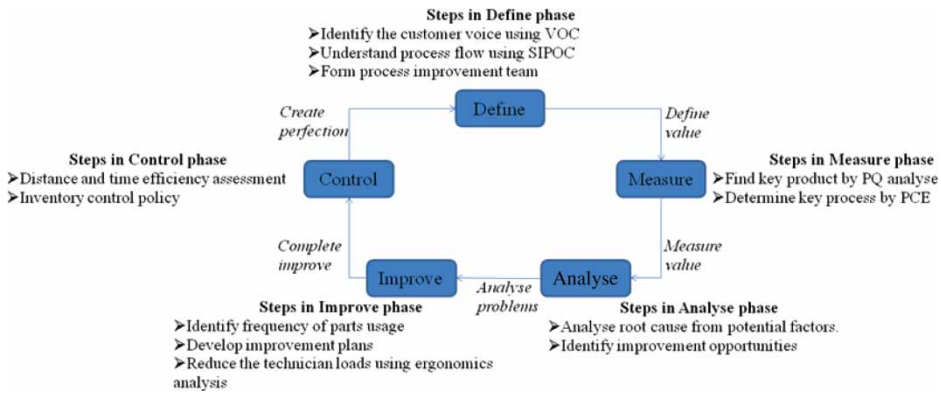 Steps in Define phase
➤Identify the customer voice using VOC
➤Understand process flow using SIPOC
➤Form process improvement team
Define
Create
perfection
Define
value
Steps in Control phase
➤Distance and time efficiency assessment
➤Inventory control policy
Control
Measure
Steps in Measure phase
➤Find key product by PQ analyse
➤Determine key process by PCE
Complete
improve
Measure
value
Improve
Analyse
problems
Analyse
Steps in Improve phase
➤Identify frequency of parts usage
➤Develop improvement plans
➤Reduce the technician loads using ergonomics
analysis
Steps in Analyse phase
➤Analyse root cause from potential factors.
➤Identify improvement opportunities